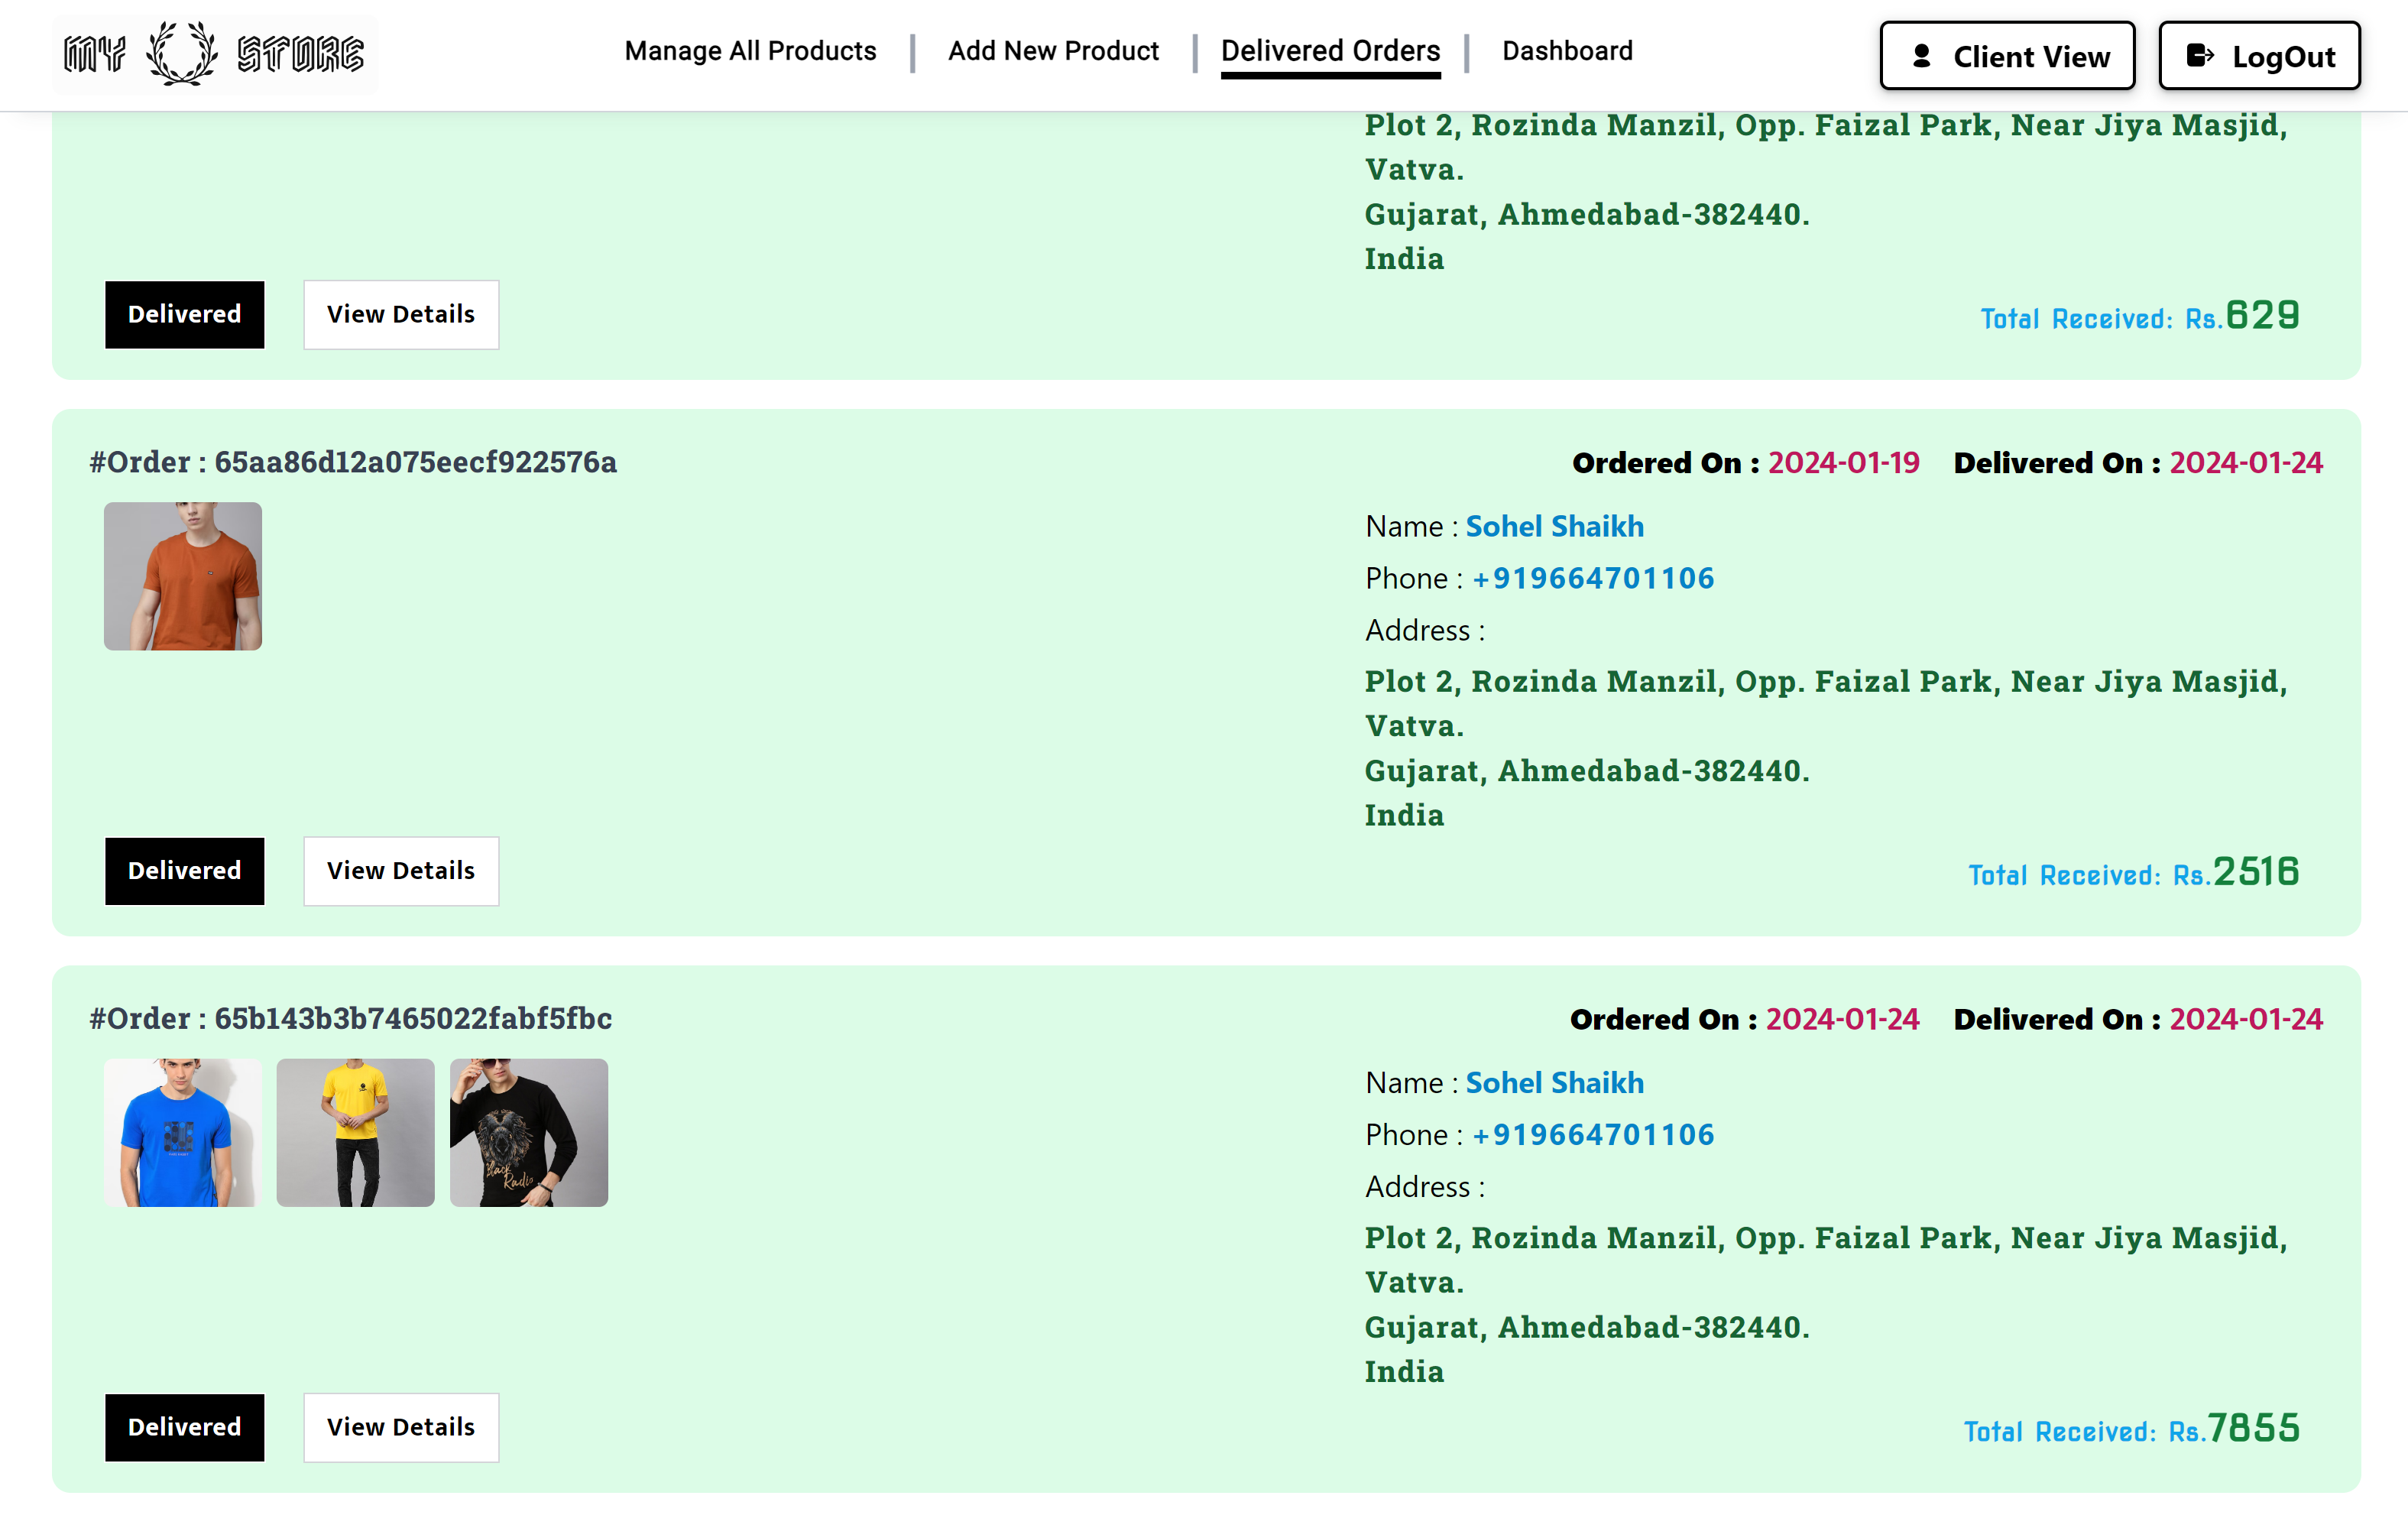 MY STORE
Manage All Products | Add New Product | Delivered Orders | Dashboard
Client View
LogOut
Plot 2, Rozinda Manzil, Opp. Faizal Park, Near Jiya Masjid,
Vatva.
Gujarat, Ahmedabad-382440.
India
Delivered
View Details
Total Received: Rs.629
#Order : 65aa86d12a075eecf922576a
Ordered On : 2024-01-19 Delivered On : 2024-01-24
Name : Sohel Shaikh
Phone : +919664701106
Address :
Plot 2, Rozinda Manzil, Opp. Faizal Park, Near Jiya Masjid,
Vatva.
Gujarat, Ahmedabad-382440.
India
Delivered
View Details
Total Received: Rs.2516
#Order : 65b143b3b7465022fabf5fbc
Ordered On : 2024-01-24 Delivered On : 2024-01-24
Black
Radio
Name : Sohel Shaikh
Phone : +919664701106
Address :
Plot 2, Rozinda Manzil, Opp. Faizal Park, Near Jiya Masjid,
Vatva.
Gujarat, Ahmedabad-382440.
India
Delivered
View Details
Total Received: Rs.7855